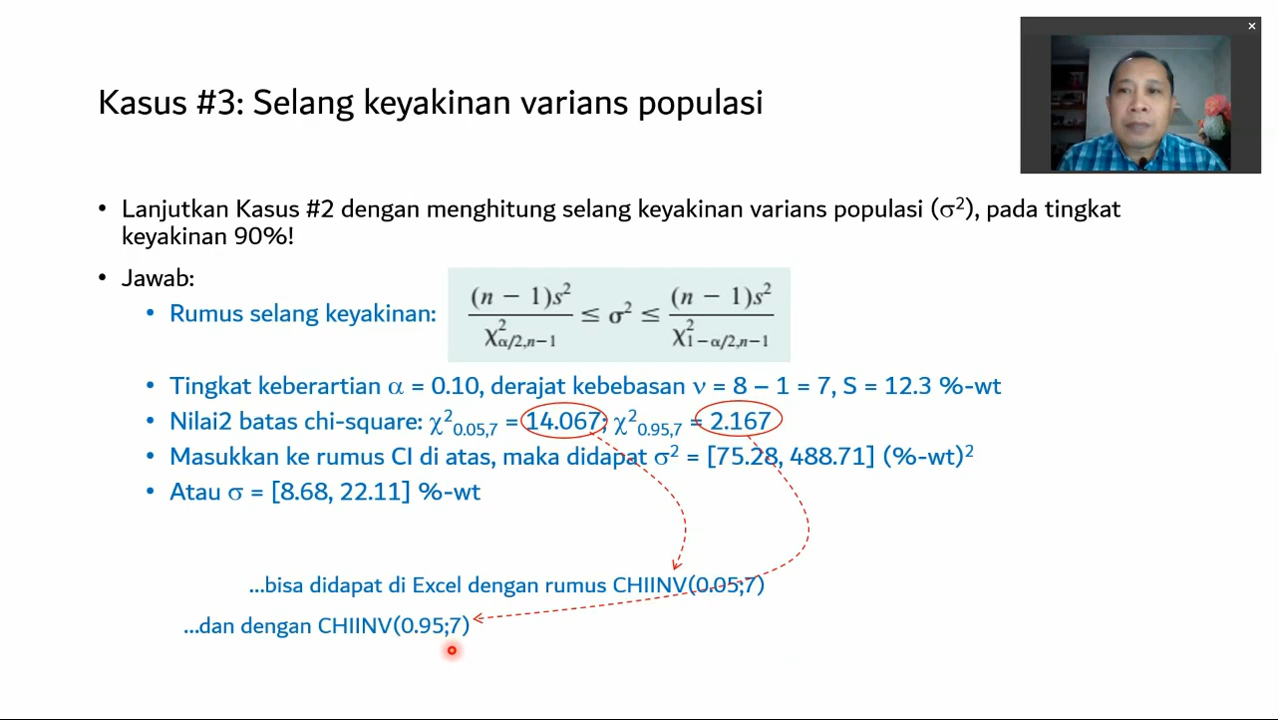 Kasus #3: Selang keyakinan varians populasi
• Lanjutkan Kasus #2 dengan menghitung selang keyakinan varians populasi (σ²), pada tingkat
keyakinan 90%!
• Jawab:
• Rumus selang keyakinan: (n − 1)s² / χ²α/2,n−1 ≤ σ² ≤ (n − 1)s² / χ²1−α/2,n−1
• Tingkat keberartian α = 0.10, derajat kebebasan ν = 8 – 1 = 7, S = 12.3 %-wt
• Nilai2 batas chi-square: χ²0.05,7 = 14.067; χ²0.95,7 = 2.167
• Masukkan ke rumus CI di atas, maka didapat σ² = [75.28, 488.71] (%-wt)²
• Atau σ = [8.68, 22.11] %-wt
...bisa didapat di Excel dengan rumus CHIINV(0.05;7)
...dan dengan CHIINV(0.95;7)